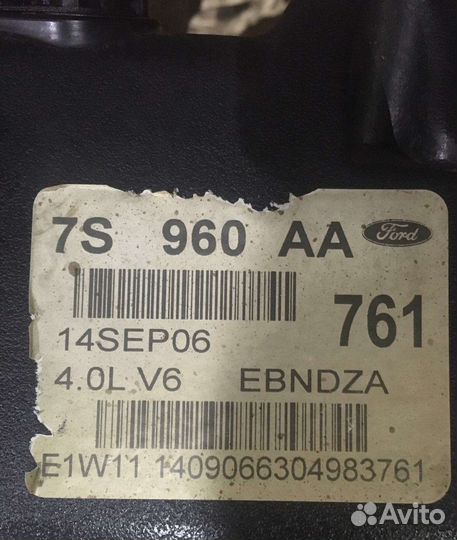 7S 960 AA Ford
761
14SEP06
4.0L V6 EBNDZA
E1W11 1409066304983761
Avito